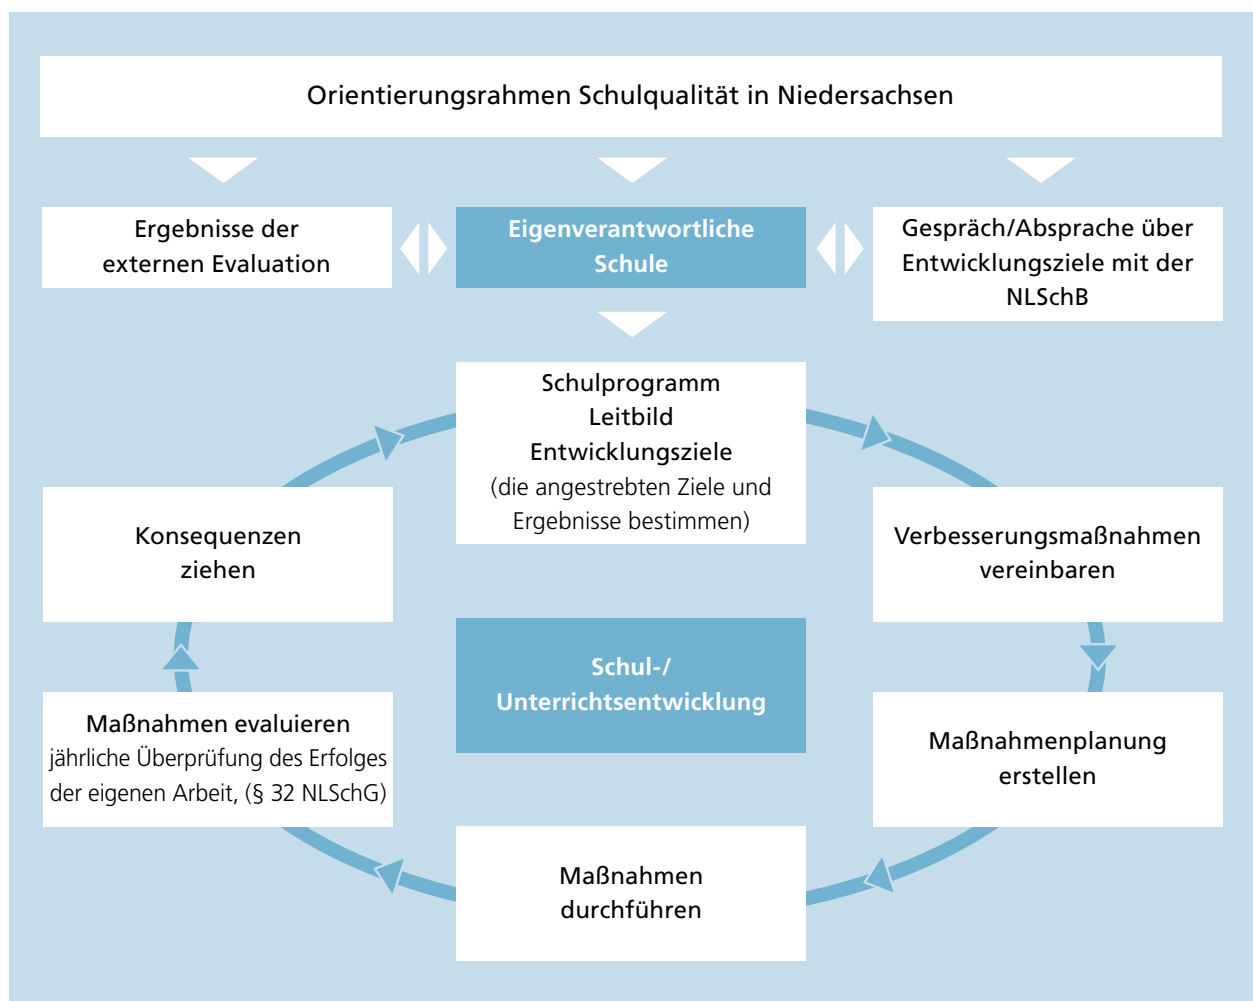 Orientierungsrahmen Schulqualität in Niedersachsen
Ergebnisse der
externen Evaluation
Eigenverantwortliche
Schule
Gespräch/Absprache über
Entwicklungsziele mit der
NLSchB
Schulprogramm
Leitbild
Entwicklungsziele
(die angestrebten Ziele und
Ergebnisse bestimmen)
Konsequenzen
ziehen
Verbesserungsmaßnahmen
vereinbaren
Schul-/
Unterrichtsentwicklung
Maßnahmen evaluieren
jährliche Überprüfung des Erfolges
der eigenen Arbeit, (§ 32 NLSchG)
Maßnahmenplanung
erstellen
Maßnahmen
durchführen